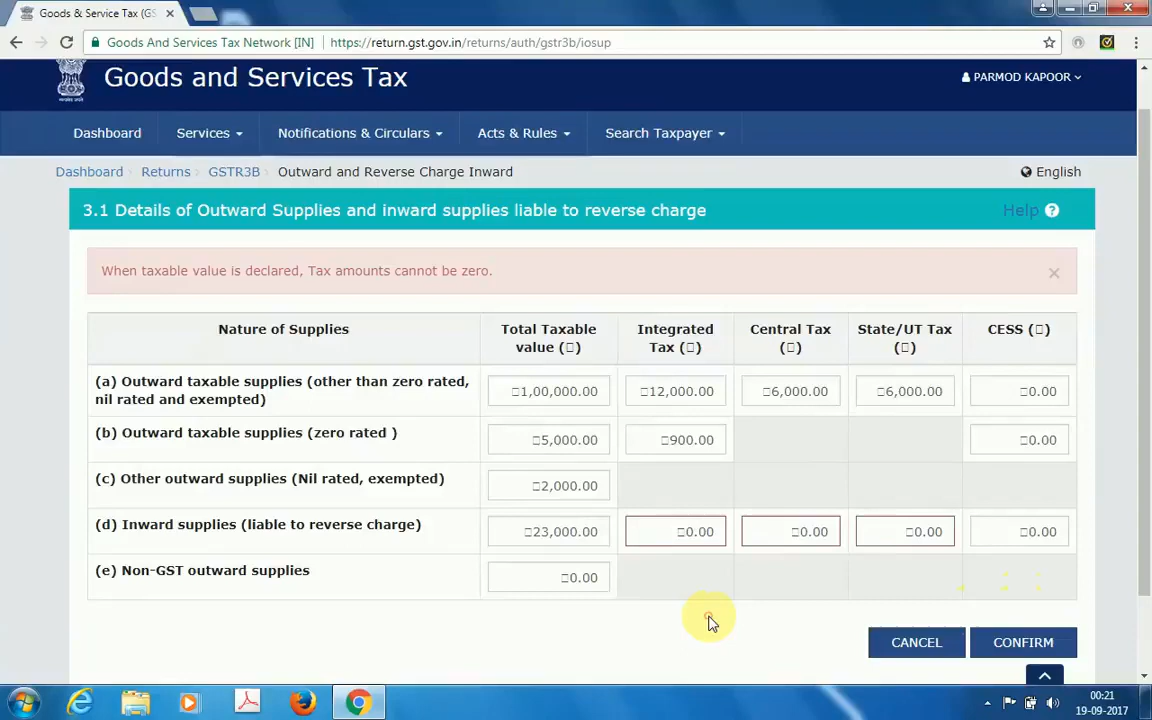 Goods & Service Tax (GS
Goods And Services Tax Network [IN] | https://return.gst.gov.in/returns/auth/gstr3b/iosup
Goods and Services Tax
PARMOD KAPOOR
Dashboard Services Notifications & Circulars Acts & Rules Search Taxpayer
Dashboard Returns GSTR3B Outward and Reverse Charge Inward English
3.1 Details of Outward Supplies and inward supplies liable to reverse charge Help ?
When taxable value is declared, Tax amounts cannot be zero. ×
Nature of Supplies Total Taxable Integrated Central Tax State/UT Tax CESS (▯)
value (▯) Tax (▯) (▯) (▯)
(a) Outward taxable supplies (other than zero rated, ▯1,00,000.00 ▯12,000.00 ▯6,000.00 ▯6,000.00 ▯0.00
nil rated and exempted)
(b) Outward taxable supplies (zero rated ) ▯5,000.00 ▯900.00 ▯0.00
(c) Other outward supplies (Nil rated, exempted) ▯2,000.00
(d) Inward supplies (liable to reverse charge) ▯23,000.00 ▯0.00 ▯0.00 ▯0.00 ▯0.00
(e) Non-GST outward supplies ▯0.00
CANCEL CONFIRM
00:21
19-09-2017